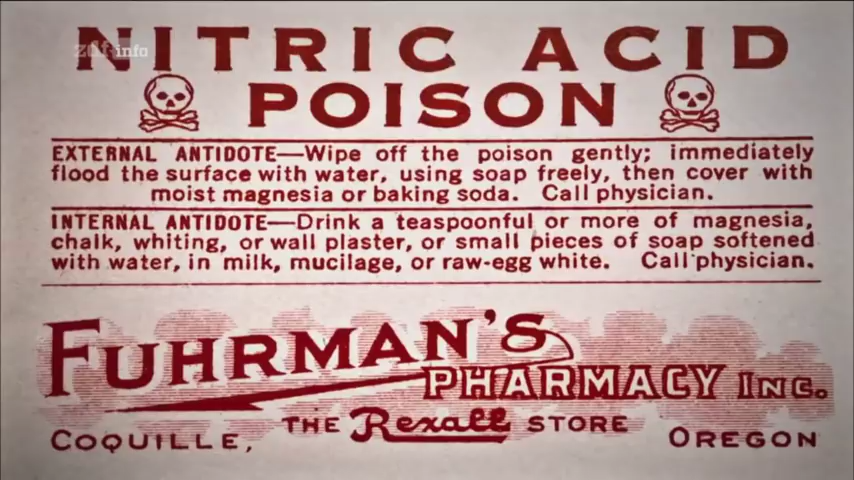 zdf info
NITRIC ACID
POISON
EXTERNAL ANTIDOTE—Wipe off the poison gently; immediately
flood the surface with water, using soap freely, then cover with
moist magnesia or baking soda. Call physician.
INTERNAL ANTIDOTE—Drink a teaspoonful or more of magnesia,
chalk, whiting, or wall plaster, or small pieces of soap softened
with water, in milk, mucilage, or raw-egg white. Call physician.
FUHRMAN'S
PHARMACY INC.
THE Rexall STORE
COQUILLE, OREGON